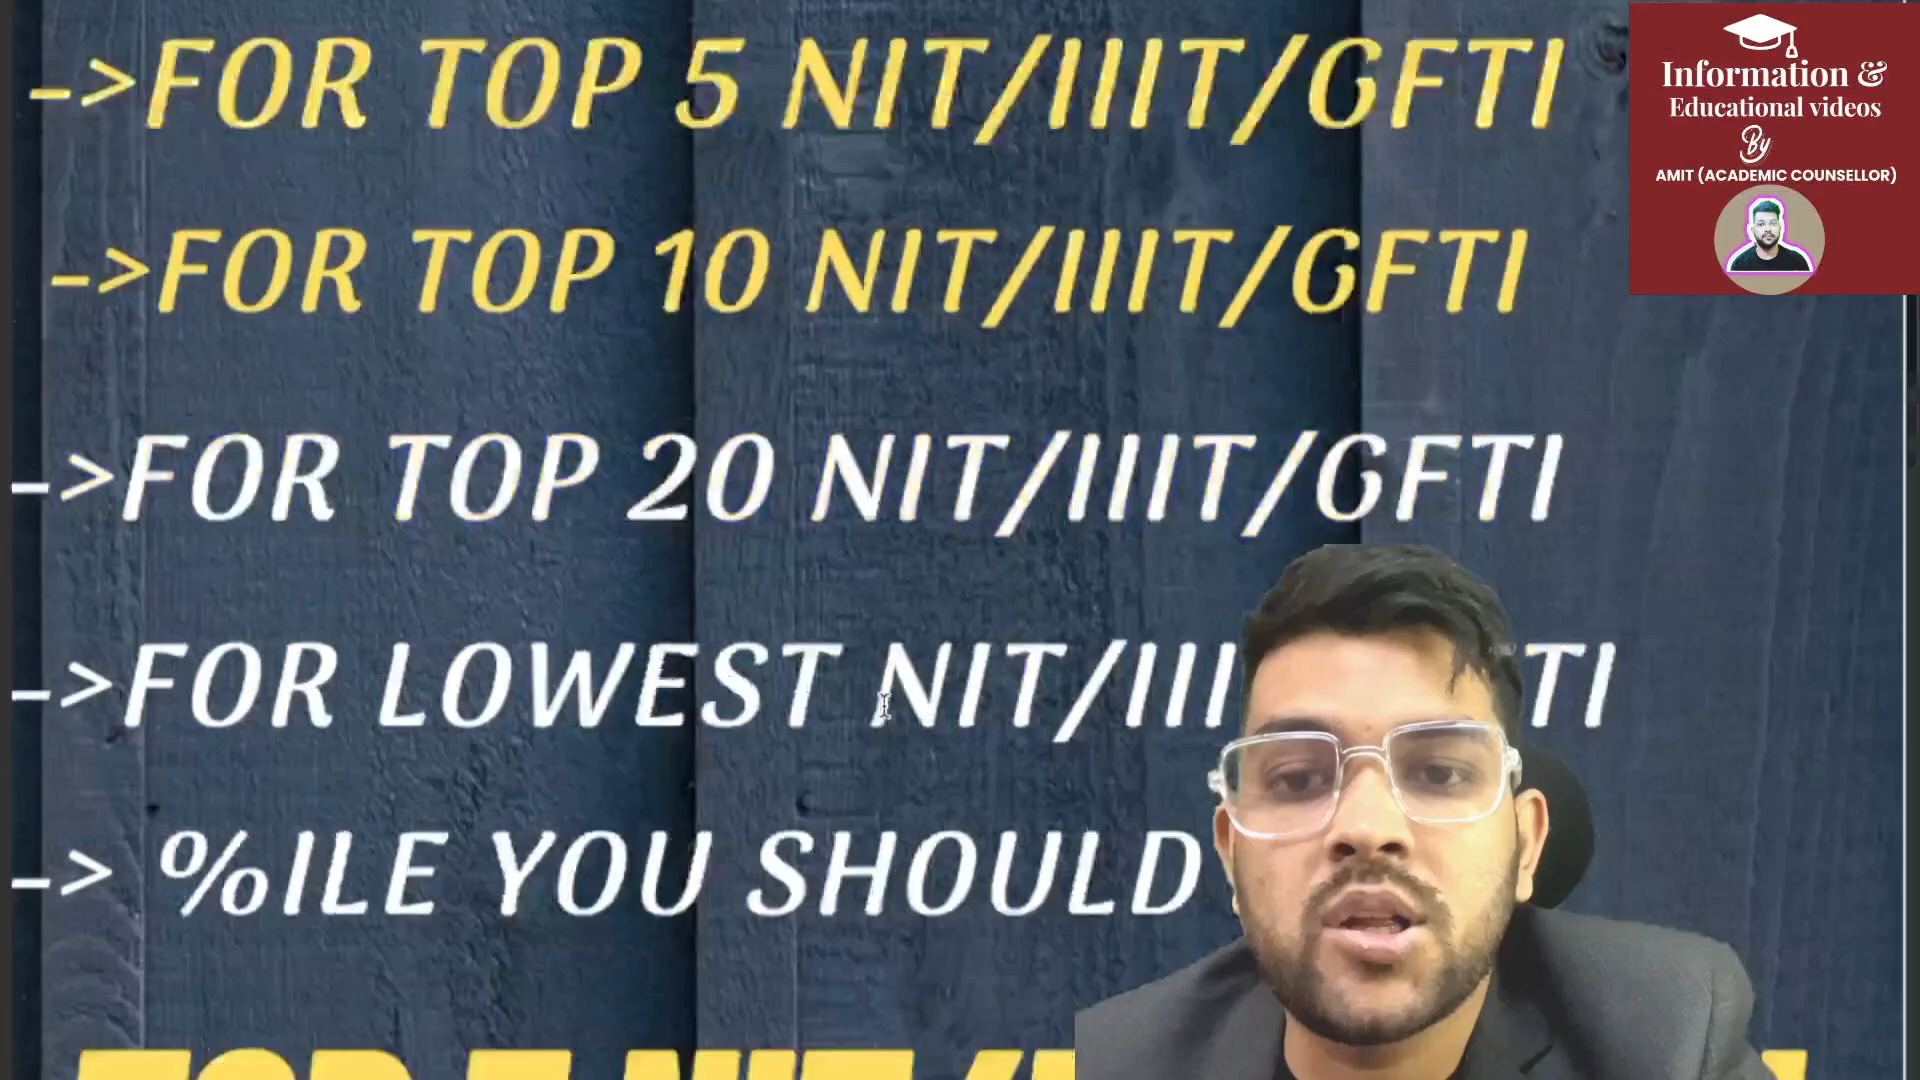 ->FOR TOP 5 NIT/IIIT/GFTI
->FOR TOP 10 NIT/IIIT/GFTI
->FOR TOP 20 NIT/IIIT/GFTI
->FOR LOWEST NIT/III TI
-> %ILE YOU SHOULD
Information &
Educational videos
By
AMIT (ACADEMIC COUNSELLOR)